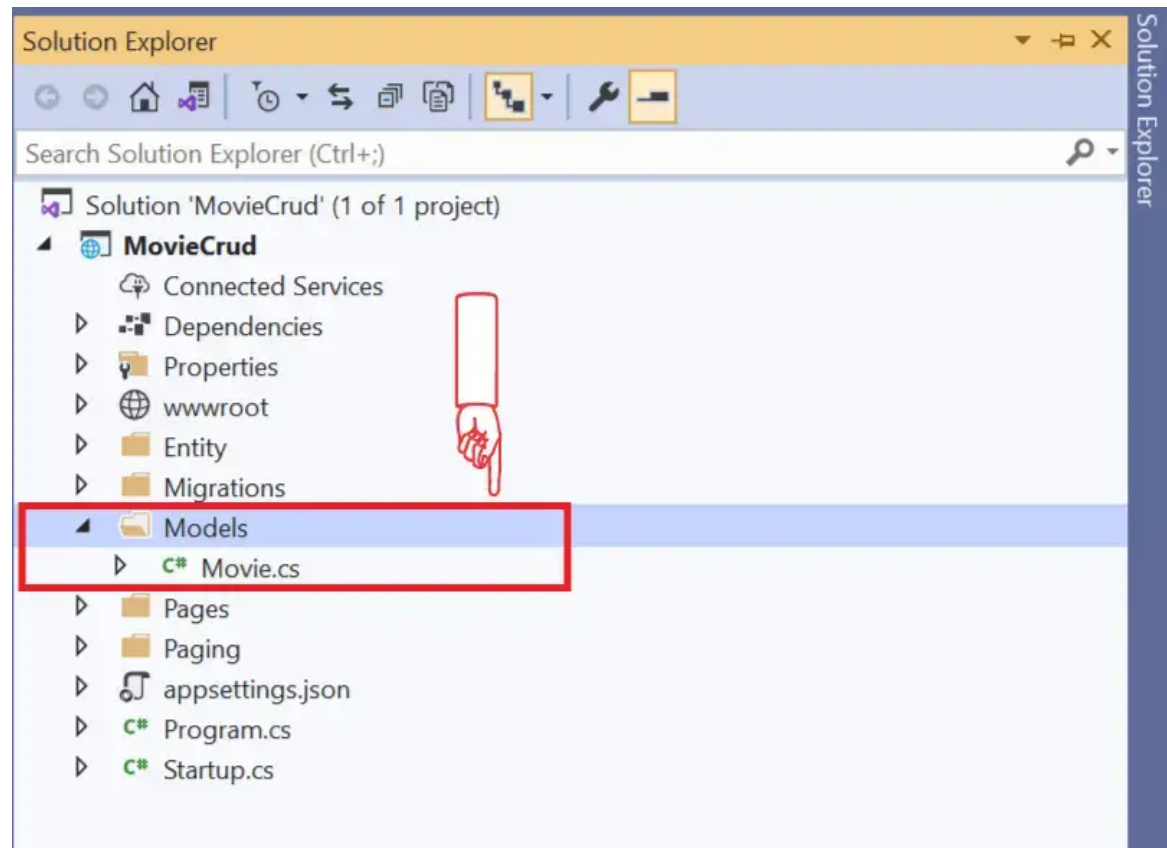 Solution Explorer
Search Solution Explorer (Ctrl+;)
Solution 'MovieCrud' (1 of 1 project)
MovieCrud
Connected Services
Dependencies
Properties
wwwroot
Entity
Migrations
Models
C# Movie.cs
Pages
Paging
appsettings.json
C# Program.cs
C# Startup.cs
Solution Explorer